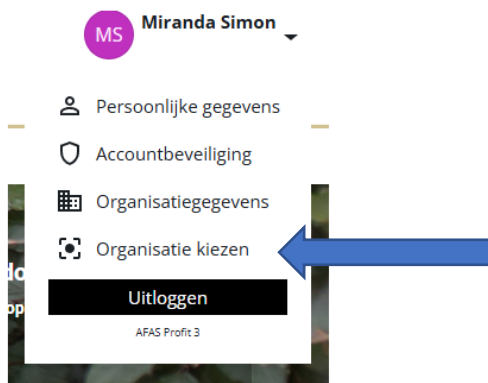 MS
Miranda Simon
Persoonlijke gegevens
Accountbeveiliging
Organisatiegegevens
Organisatie kiezen
Uitloggen
AFAS Profit 3